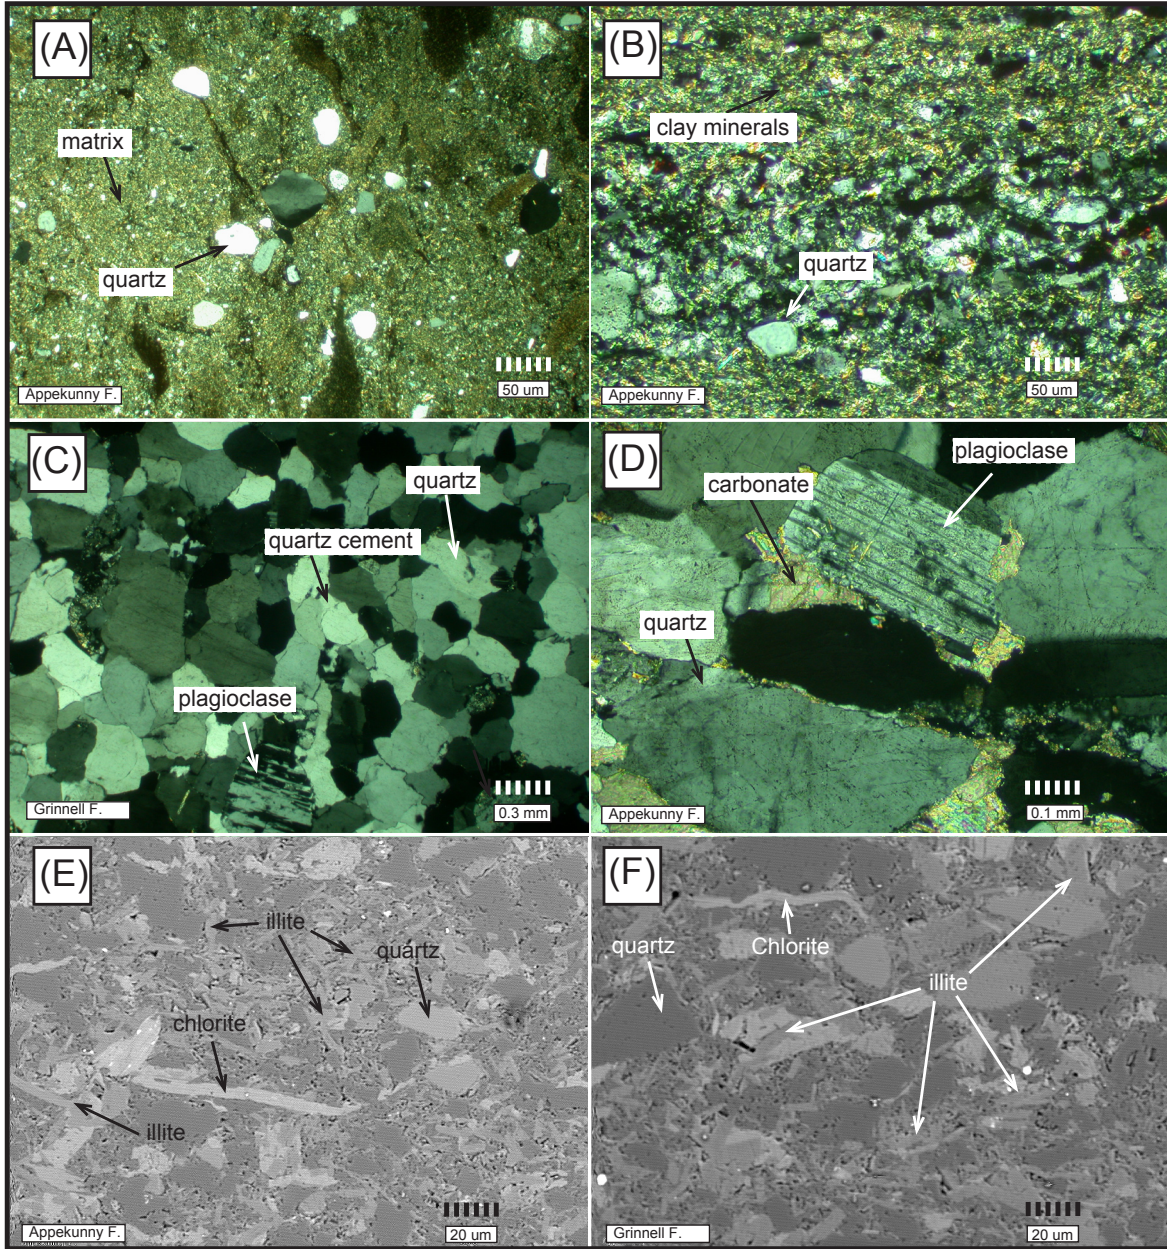 (A)
matrix
quartz
50 um
Appekunny F.
(B)
clay minerals
quartz
50 um
Appekunny F.
(C)
quartz
quartz cement
plagioclase
0.3 mm
Grinnell F.
(D)
plagioclase
carbonate
quartz
0.1 mm
Appekunny F.
(E)
illite
quartz
chlorite
illite
20 um
Appekunny F.
(F)
quartz
Chlorite
illite
20 um
Grinnell F.